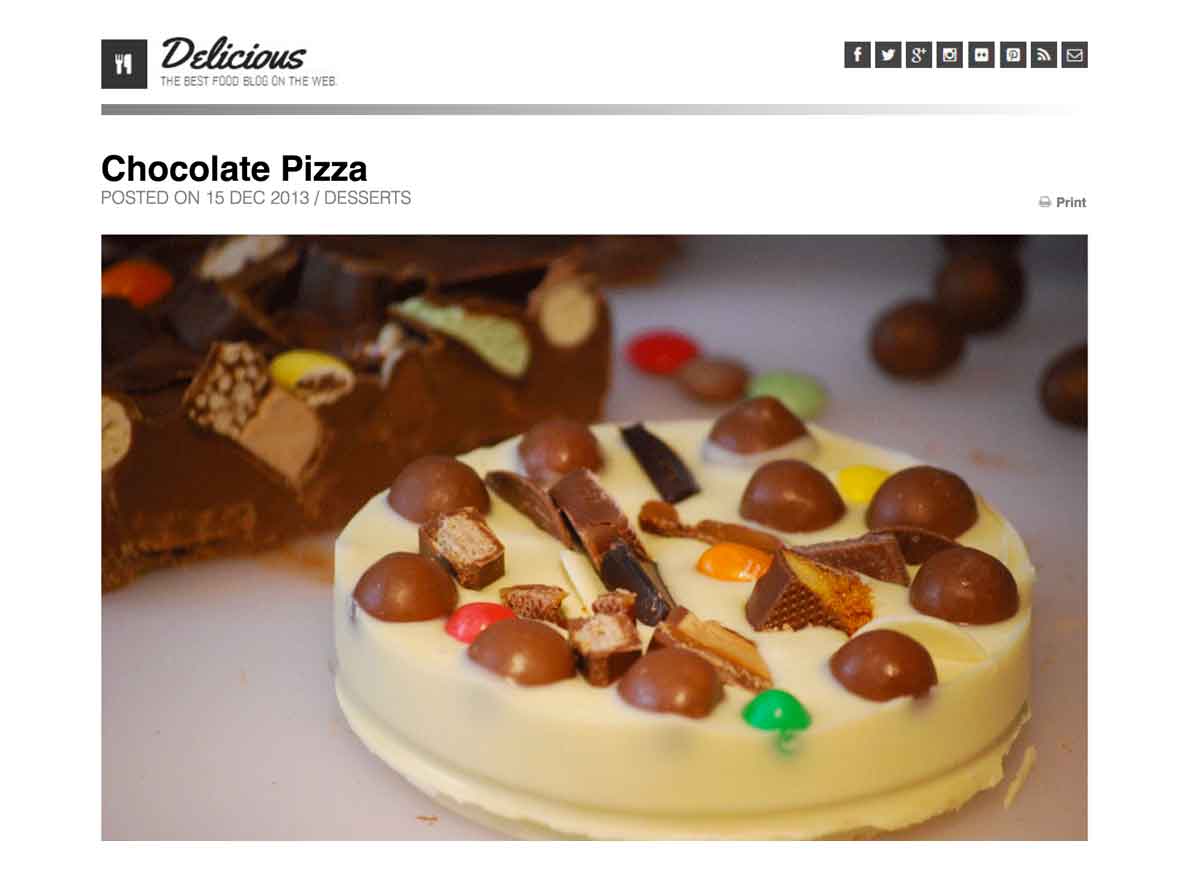 Delicious
THE BEST FOOD BLOG ON THE WEB.
Chocolate Pizza
POSTED ON 15 DEC 2013 / DESSERTS
Print